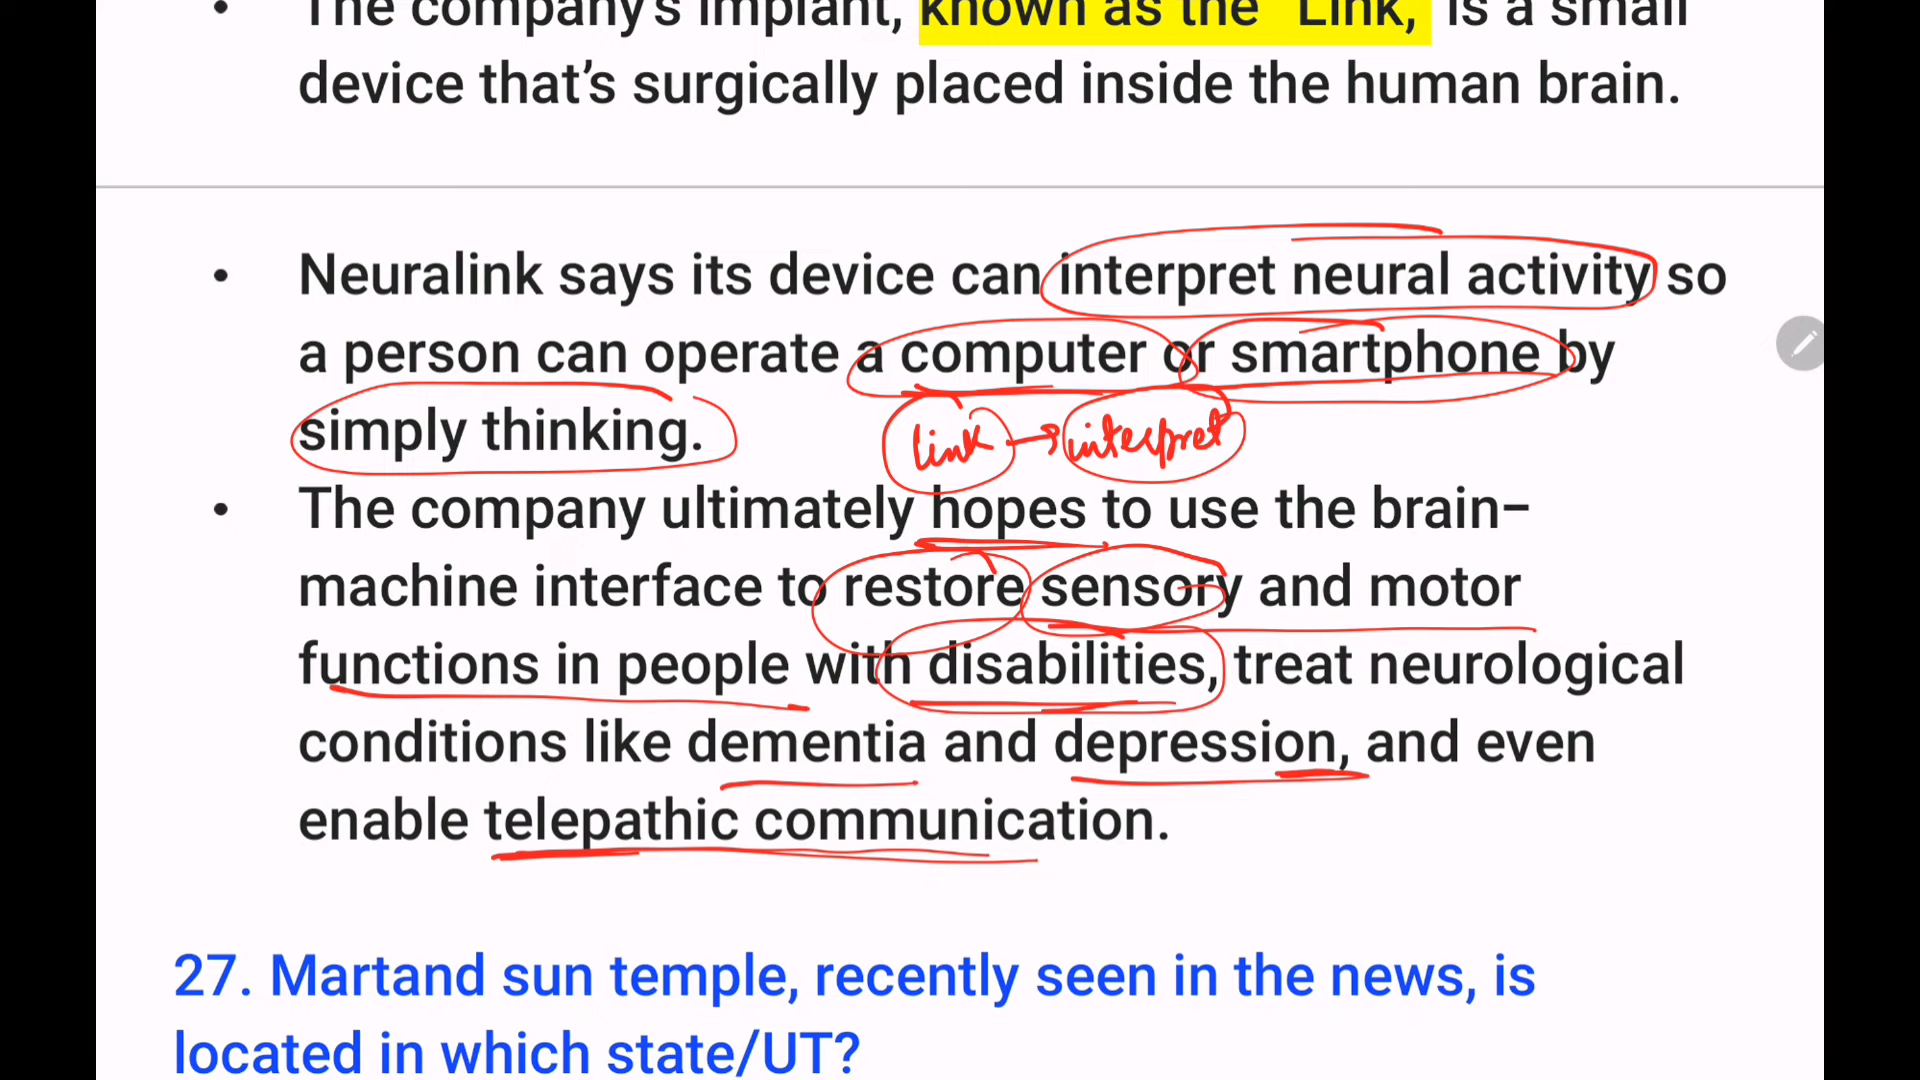 • The company's implant, known as the "Link," is a small
device that's surgically placed inside the human brain.
• Neuralink says its device can interpret neural activity so
a person can operate a computer or smartphone by
simply thinking.
link → interpret
• The company ultimately hopes to use the brain-
machine interface to restore sensory and motor
functions in people with disabilities, treat neurological
conditions like dementia and depression, and even
enable telepathic communication.
27. Martand sun temple, recently seen in the news, is
located in which state/UT?